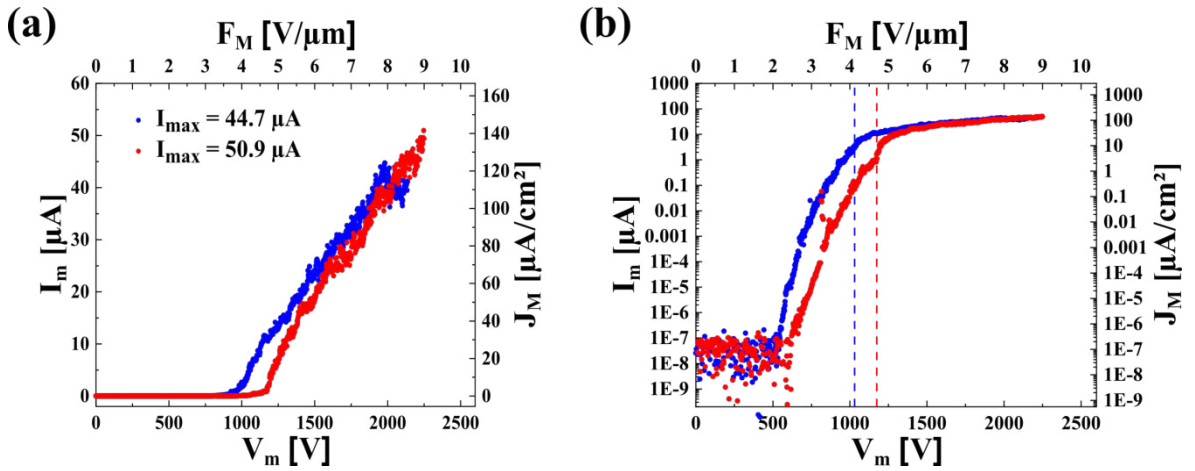 (a)
F_M [V/µm]
0 1 2 3 4 5 6 7 8 9 10
60
50
40
30
20
10
0
I_m [µA]
I_max = 44.7 µA
I_max = 50.9 µA
160
140
120
100
80
60
40
20
0
J_M [µA/cm²]
0 500 1000 1500 2000 2500
V_m [V]
(b)
F_M [V/µm]
0 1 2 3 4 5 6 7 8 9 10
1000
100
10
1
0.1
0.01
0.001
1E-4
1E-5
1E-6
1E-7
1E-8
1E-9
I_m [µA]
1000
100
10
1
0.1
0.01
0.001
1E-4
1E-5
1E-6
1E-7
1E-8
1E-9
J_M [µA/cm²]
0 500 1000 1500 2000 2500
V_m [V]